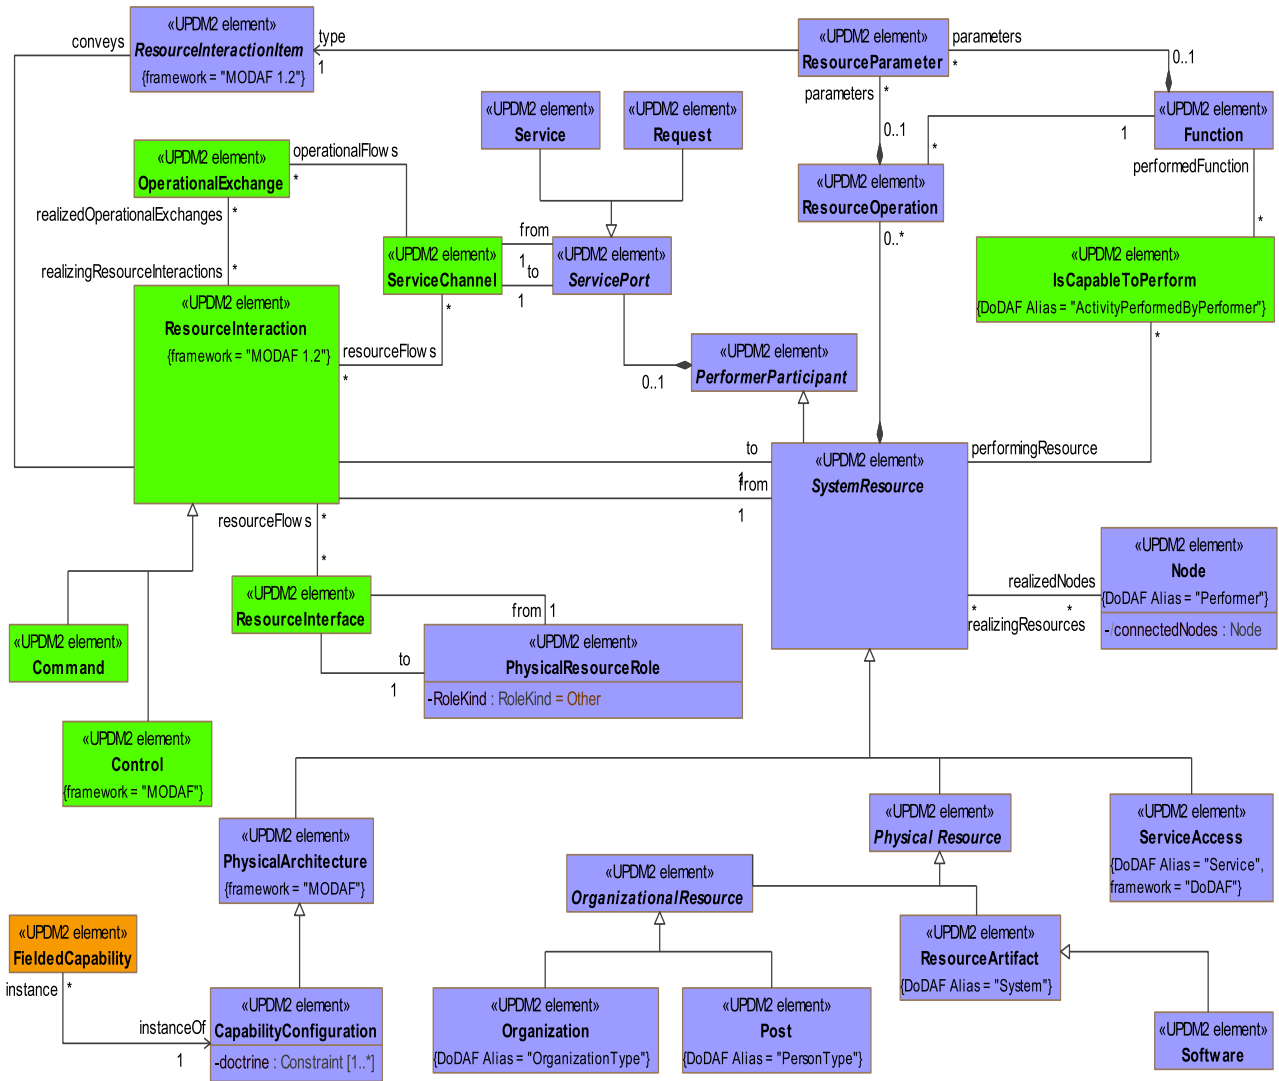 «UPDM2 element»
ResourceInteractionItem
{framework = "MODAF 1.2"}
conveys
type
1
«UPDM2 element»
ResourceParameter
parameters
*
0..1
parameters
*
0..1
«UPDM2 element»
Service
«UPDM2 element»
Request
«UPDM2 element»
Function
1
*
performedFunction
*
«UPDM2 element»
OperationalExchange
operationalFlows
*
realizedOperationalExchanges
*
realizingResourceInteractions
*
«UPDM2 element»
ResourceOperation
0..*
«UPDM2 element»
ServiceChannel
from
1
to
1
*
«UPDM2 element»
ServicePort
«UPDM2 element»
IsCapableToPerform
{DoDAF Alias = "ActivityPerformedByPerformer"}
*
«UPDM2 element»
ResourceInteraction
{framework = "MODAF 1.2"}
resourceFlows
*
0..1
«UPDM2 element»
PerformerParticipant
to
1
from
1
«UPDM2 element»
SystemResource
performingResource
resourceFlows
*
*
«UPDM2 element»
ResourceInterface
from
1
to
1
«UPDM2 element»
PhysicalResourceRole
-RoleKind : RoleKind = Other
realizedNodes
*
*
realizingResources
«UPDM2 element»
Node
{DoDAF Alias = "Performer"}
-/connectedNodes : Node
«UPDM2 element»
Command
«UPDM2 element»
Control
{framework = "MODAF"}
«UPDM2 element»
PhysicalArchitecture
{framework = "MODAF"}
«UPDM2 element»
Physical Resource
«UPDM2 element»
ServiceAccess
{DoDAF Alias = "Service",
framework = "DoDAF"}
«UPDM2 element»
OrganizationalResource
«UPDM2 element»
ResourceArtifact
{DoDAF Alias = "System"}
«UPDM2 element»
FieldedCapability
instance
*
instanceOf
1
«UPDM2 element»
CapabilityConfiguration
-doctrine : Constraint [1..*]
«UPDM2 element»
Organization
{DoDAF Alias = "OrganizationType"}
«UPDM2 element»
Post
{DoDAF Alias = "PersonType"}
«UPDM2 element»
Software